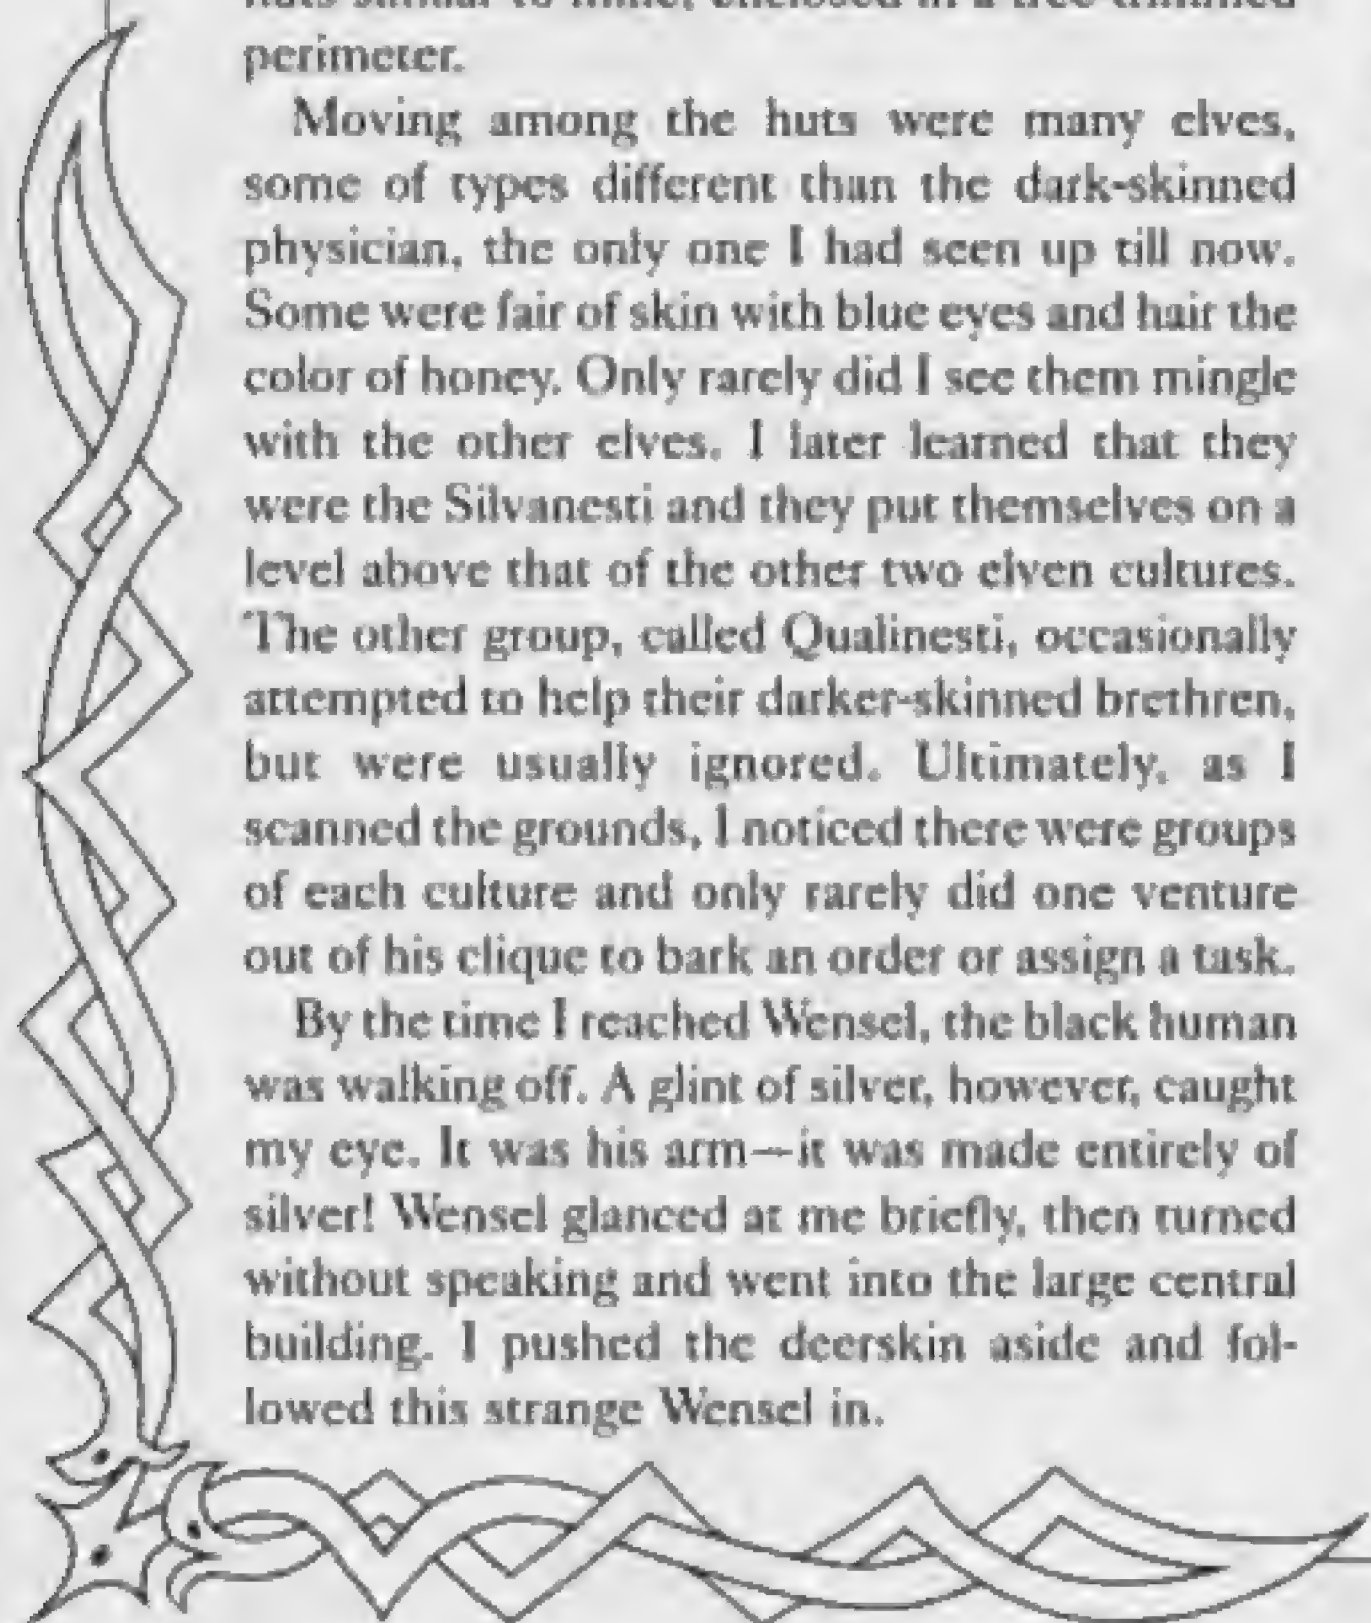 huts similar to mine, enclosed in a tree-trimmed
perimeter.
Moving among the huts were many elves,
some of types different than the dark-skinned
physician, the only one I had seen up till now.
Some were fair of skin with blue eyes and hair the
color of honey. Only rarely did I see them mingle
with the other elves. I later learned that they
were the Silvanesti and they put themselves on a
level above that of the other two elven cultures.
The other group, called Qualinesti, occasionally
attempted to help their darker-skinned brethren,
but were usually ignored. Ultimately, as I
scanned the grounds, I noticed there were groups
of each culture and only rarely did one venture
out of his clique to bark an order or assign a task.
By the time I reached Wensel, the black human
was walking off. A glint of silver, however, caught
my eye. It was his arm—it was made entirely of
silver! Wensel glanced at me briefly, then turned
without speaking and went into the large central
building. I pushed the deerskin aside and fol-
lowed this strange Wensel in.